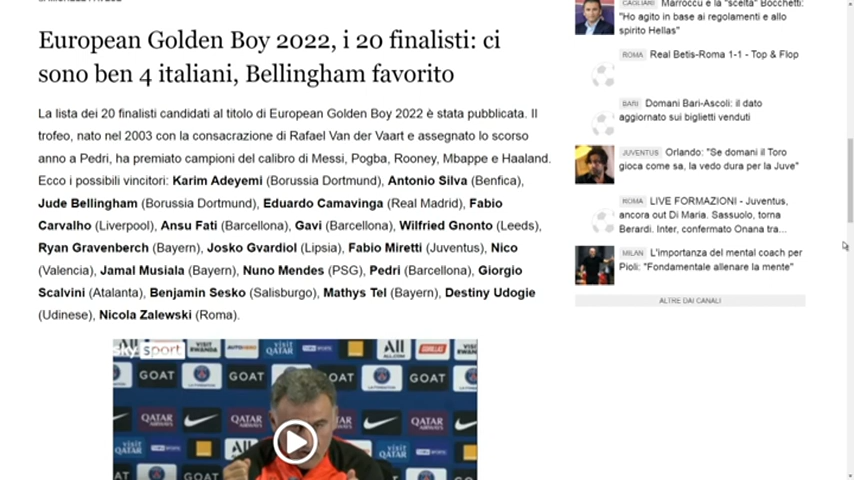 European Golden Boy 2022, i 20 finalisti: ci
sono ben 4 italiani, Bellingham favorito
La lista dei 20 finalisti candidati al titolo di European Golden Boy 2022 è stata pubblicata. Il
trofeo, nato nel 2003 con la consacrazione di Rafael Van der Vaart e assegnato lo scorso
anno a Pedri, ha premiato campioni del calibro di Messi, Pogba, Rooney, Mbappe e Haaland.
Ecco i possibili vincitori: Karim Adeyemi (Borussia Dortmund), Antonio Silva (Benfica),
Jude Bellingham (Borussia Dortmund), Eduardo Camavinga (Real Madrid), Fabio
Carvalho (Liverpool), Ansu Fati (Barcellona), Gavi (Barcellona), Wilfried Gnonto (Leeds),
Ryan Gravenberch (Bayern), Josko Gvardiol (Lipsia), Fabio Miretti (Juventus), Nico
(Valencia), Jamal Musiala (Bayern), Nuno Mendes (PSG), Pedri (Barcellona), Giorgio
Scalvini (Atalanta), Benjamin Sesko (Salisburgo), Mathys Tel (Bayern), Destiny Udogie
(Udinese), Nicola Zalewski (Roma).
sky sport
VISIT QATAR
GOAT GOAT GOAT GOAT
QATAR AIRWAYS
CAGLIARI Marroccu e la "scelta" Bocchetti:
"Ho agito in base ai regolamenti e allo
spirito Hellas"
ROMA Real Betis-Roma 1-1 - Top & Flop
BARI Domani Bari-Ascoli: il dato
aggiornato sui biglietti venduti
JUVENTUS Orlando: "Se domani il Toro
gioca come sa, la vedo dura per la Juve"
ROMA LIVE FORMAZIONI - Juventus,
ancora out Di Maria. Sassuolo, torna
Berardi. Inter, confermato Onana tra...
MILAN L'importanza del mental coach per
Pioli: "Fondamentale allenare la mente"
ALTRE DAI CANALI